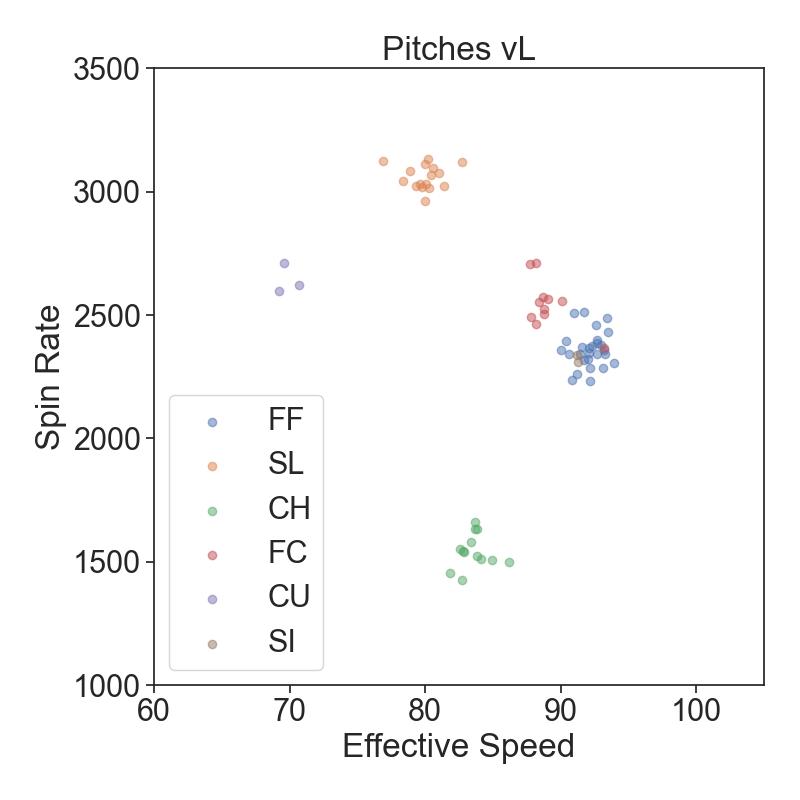 Pitches vL
3500
3000
2500
2000
1500
1000
Spin Rate
FF
SL
CH
FC
CU
SI
60 70 80 90 100
Effective Speed